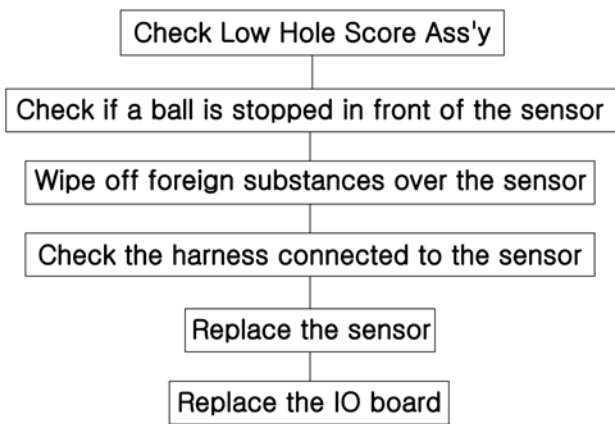 Check Low Hole Score Ass'y
Check if a ball is stopped in front of the sensor
Wipe off foreign substances over the sensor
Check the harness connected to the sensor
Replace the sensor
Replace the IO board